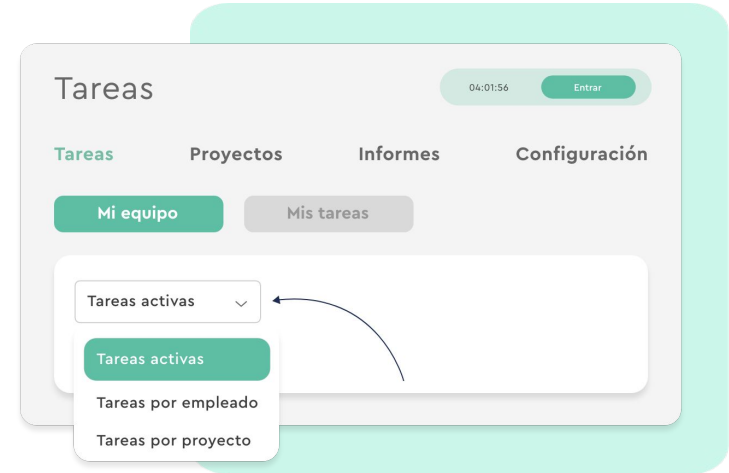 Tareas
04:01:56
Entrar
Tareas
Proyectos
Informes
Configuración
Mi equipo
Mis tareas
Tareas activas
Tareas activas
Tareas por empleado
Tareas por proyecto